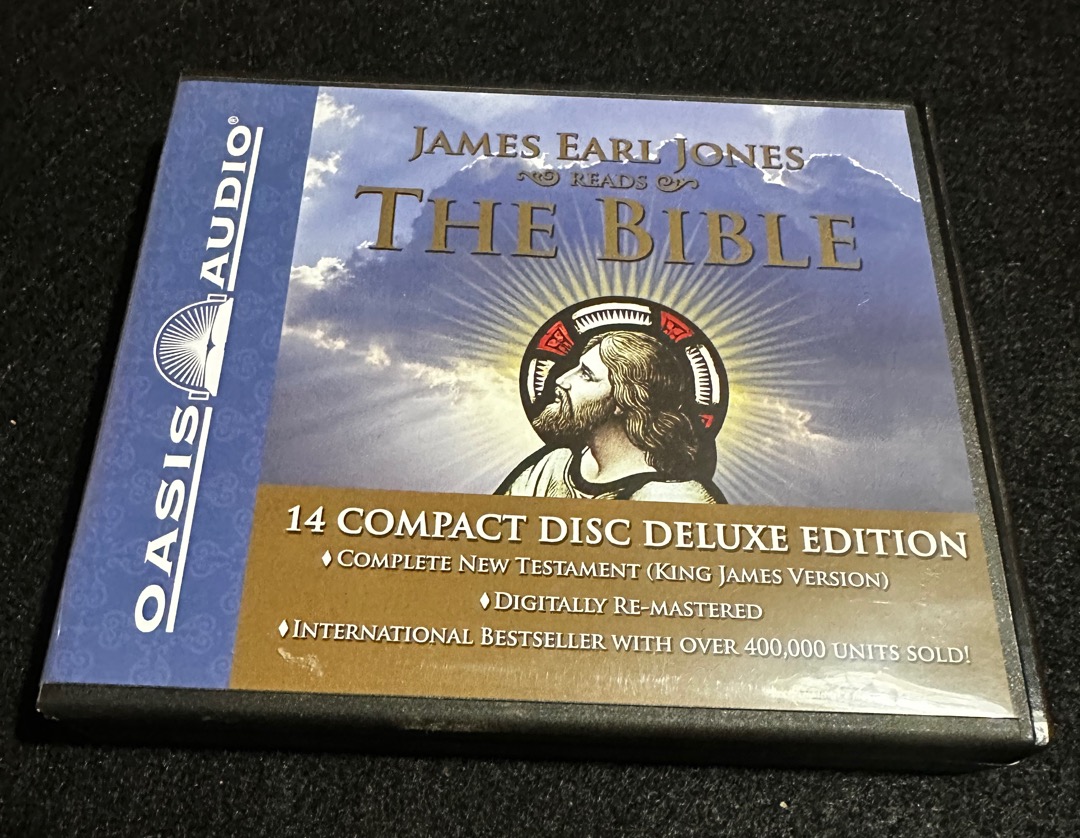 OASIS AUDIO®
JAMES EARL JONES
READS
THE BIBLE
14 COMPACT DISC DELUXE EDITION
♦ COMPLETE NEW TESTAMENT (KING JAMES VERSION)
♦ DIGITALLY RE-MASTERED
♦ INTERNATIONAL BESTSELLER WITH OVER 400,000 UNITS SOLD!